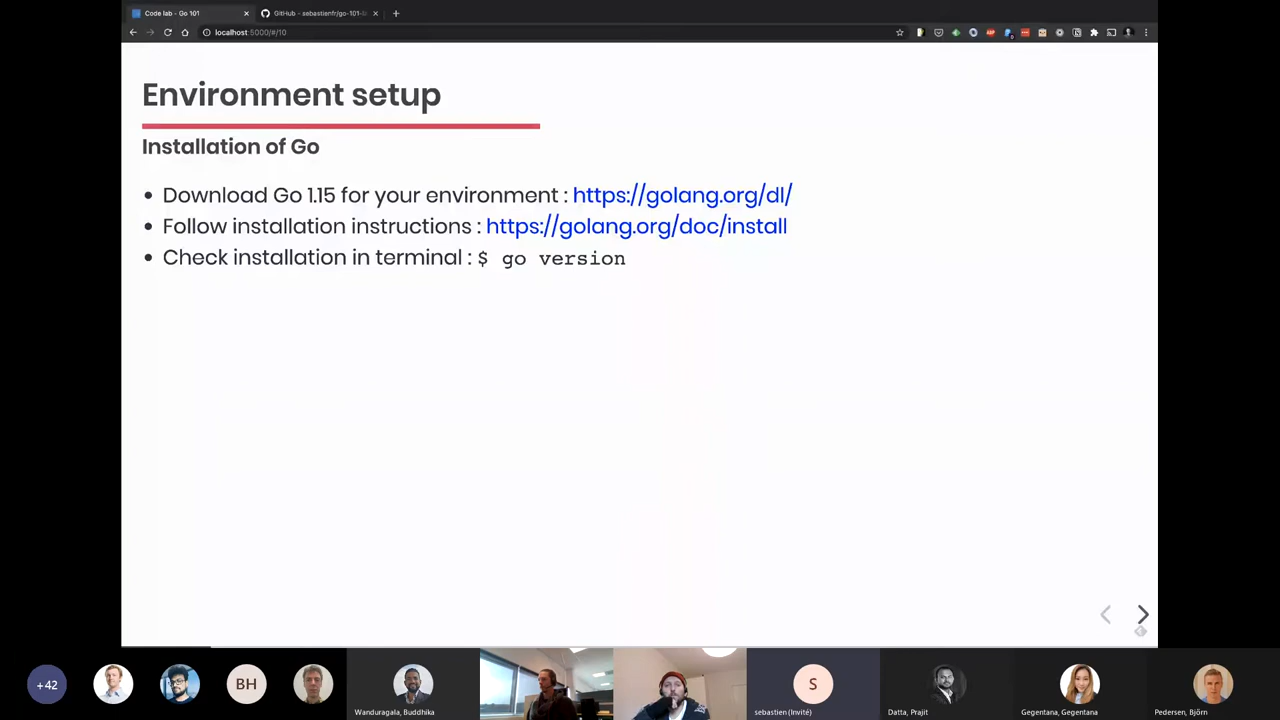 Code lab - Go 101
GitHub - sebastienfr/go-101-l
localhost:5000/#/10
Environment setup
Installation of Go
Download Go 1.15 for your environment : https://golang.org/dl/
Follow installation instructions : https://golang.org/doc/install
Check installation in terminal : $ go version
+42
BH
S
Wanduragala, Buddhika
sebastien (Invité)
Datta, Prajit
Gegentana, Gegentana
Pedersen, Björn